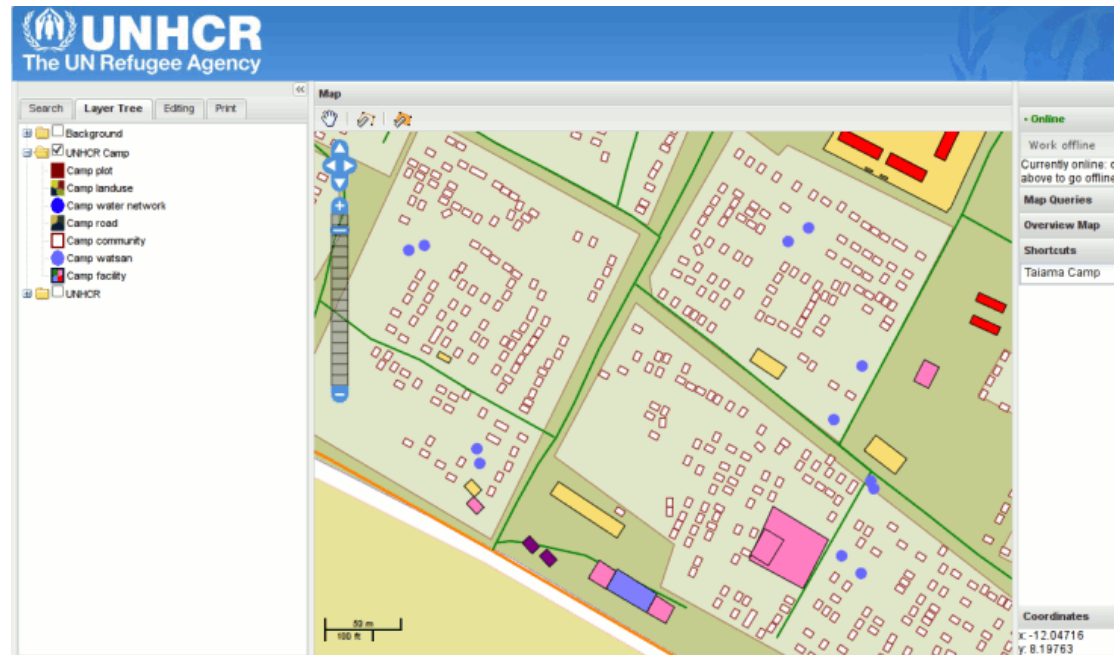 UNHCR
The UN Refugee Agency
Search
Layer Tree
Editing
Print
Background
UNHCR Camp
Camp plot
Camp landuse
Camp water network
Camp road
Camp community
Camp watsan
Camp facility
UNHCR
Map
50 m
100 ft
- Online
Work offline
Currently online: c
above to go offline
Map Queries
Overview Map
Shortcuts
Taiama Camp
Coordinates
x: -12.04716
y: 8.19763